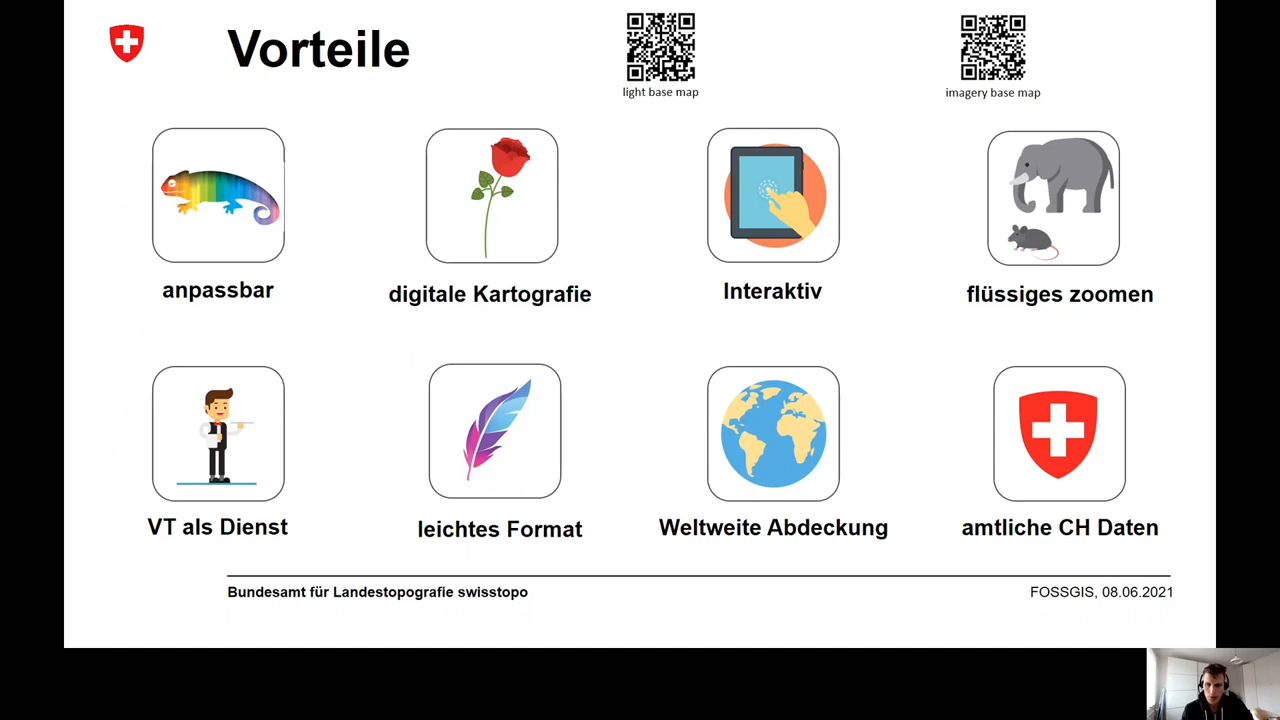 Vorteile
light base map
imagery base map
anpassbar
digitale Kartografie
Interaktiv
flüssiges zoomen
VT als Dienst
leichtes Format
Weltweite Abdeckung
amtliche CH Daten
Bundesamt für Landestopografie swisstopo
FOSSGIS, 08.06.2021